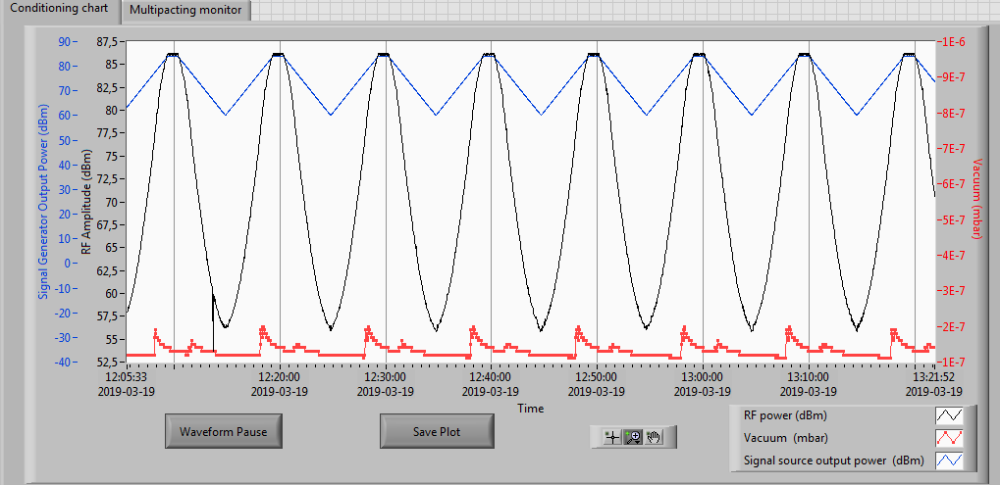 Conditioning chart
Multipacting monitor
Signal Generator Output Power (dBm)
90
80
70
60
50
40
30
20
10
0
-10
-20
-30
-40
RF Amplitude (dBm)
87,5
85
82,5
80
77,5
75
72,5
70
67,5
65
62,5
60
57,5
55
52,5
1E-6
9E-7
8E-7
7E-7
6E-7
5E-7
4E-7
3E-7
2E-7
1E-7
Vacuum (mbar)
12:05:33 12:20:00 12:30:00 12:40:00 12:50:00 13:00:00 13:10:00 13:21:52
2019-03-19 2019-03-19 2019-03-19 2019-03-19 2019-03-19 2019-03-19 2019-03-19 2019-03-19
Time
Waveform Pause
Save Plot
RF power (dBm)
Vacuum (mbar)
Signal source output power (dBm)